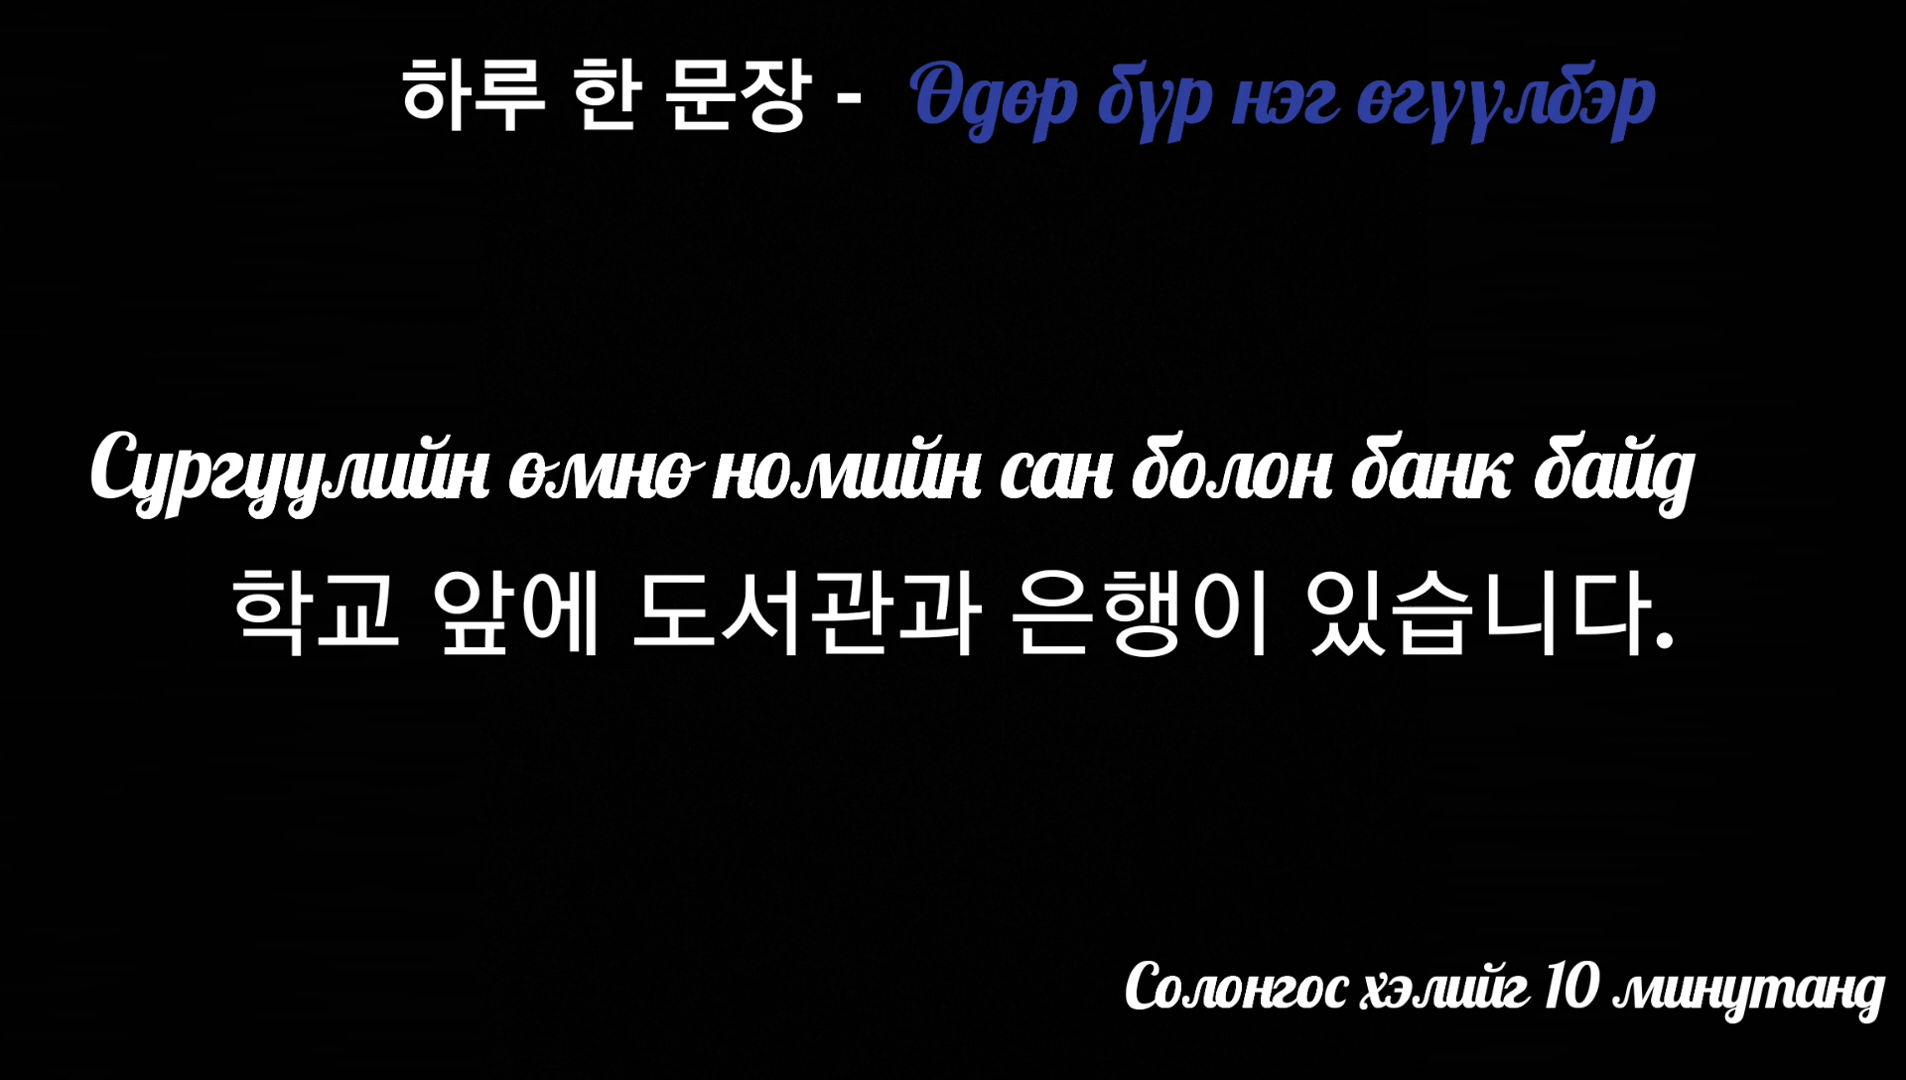 하루 한 문장 - Өдөр бүр нэг өгүүлбэр
Сургуулийн өмнө номийн сан болон банк байд
학교 앞에 도서관과 은행이 있습니다.
Солонгос хэлийг 10 минутанд